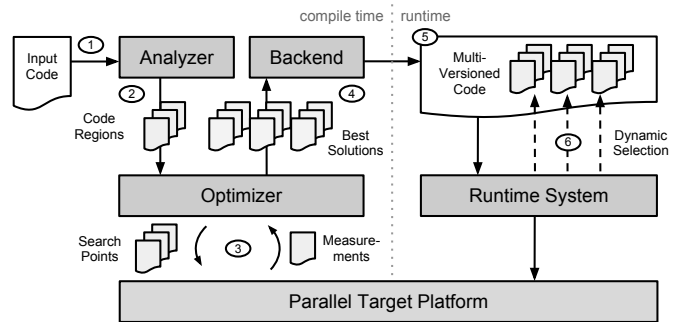 compile time
runtime
Input
Code
1
Analyzer
Backend
5
Multi-
Versioned
Code
2
4
Code
Regions
Best
Solutions
6
Dynamic
Selection
Optimizer
Runtime System
Search
Points
3
Measure-
ments
Parallel Target Platform